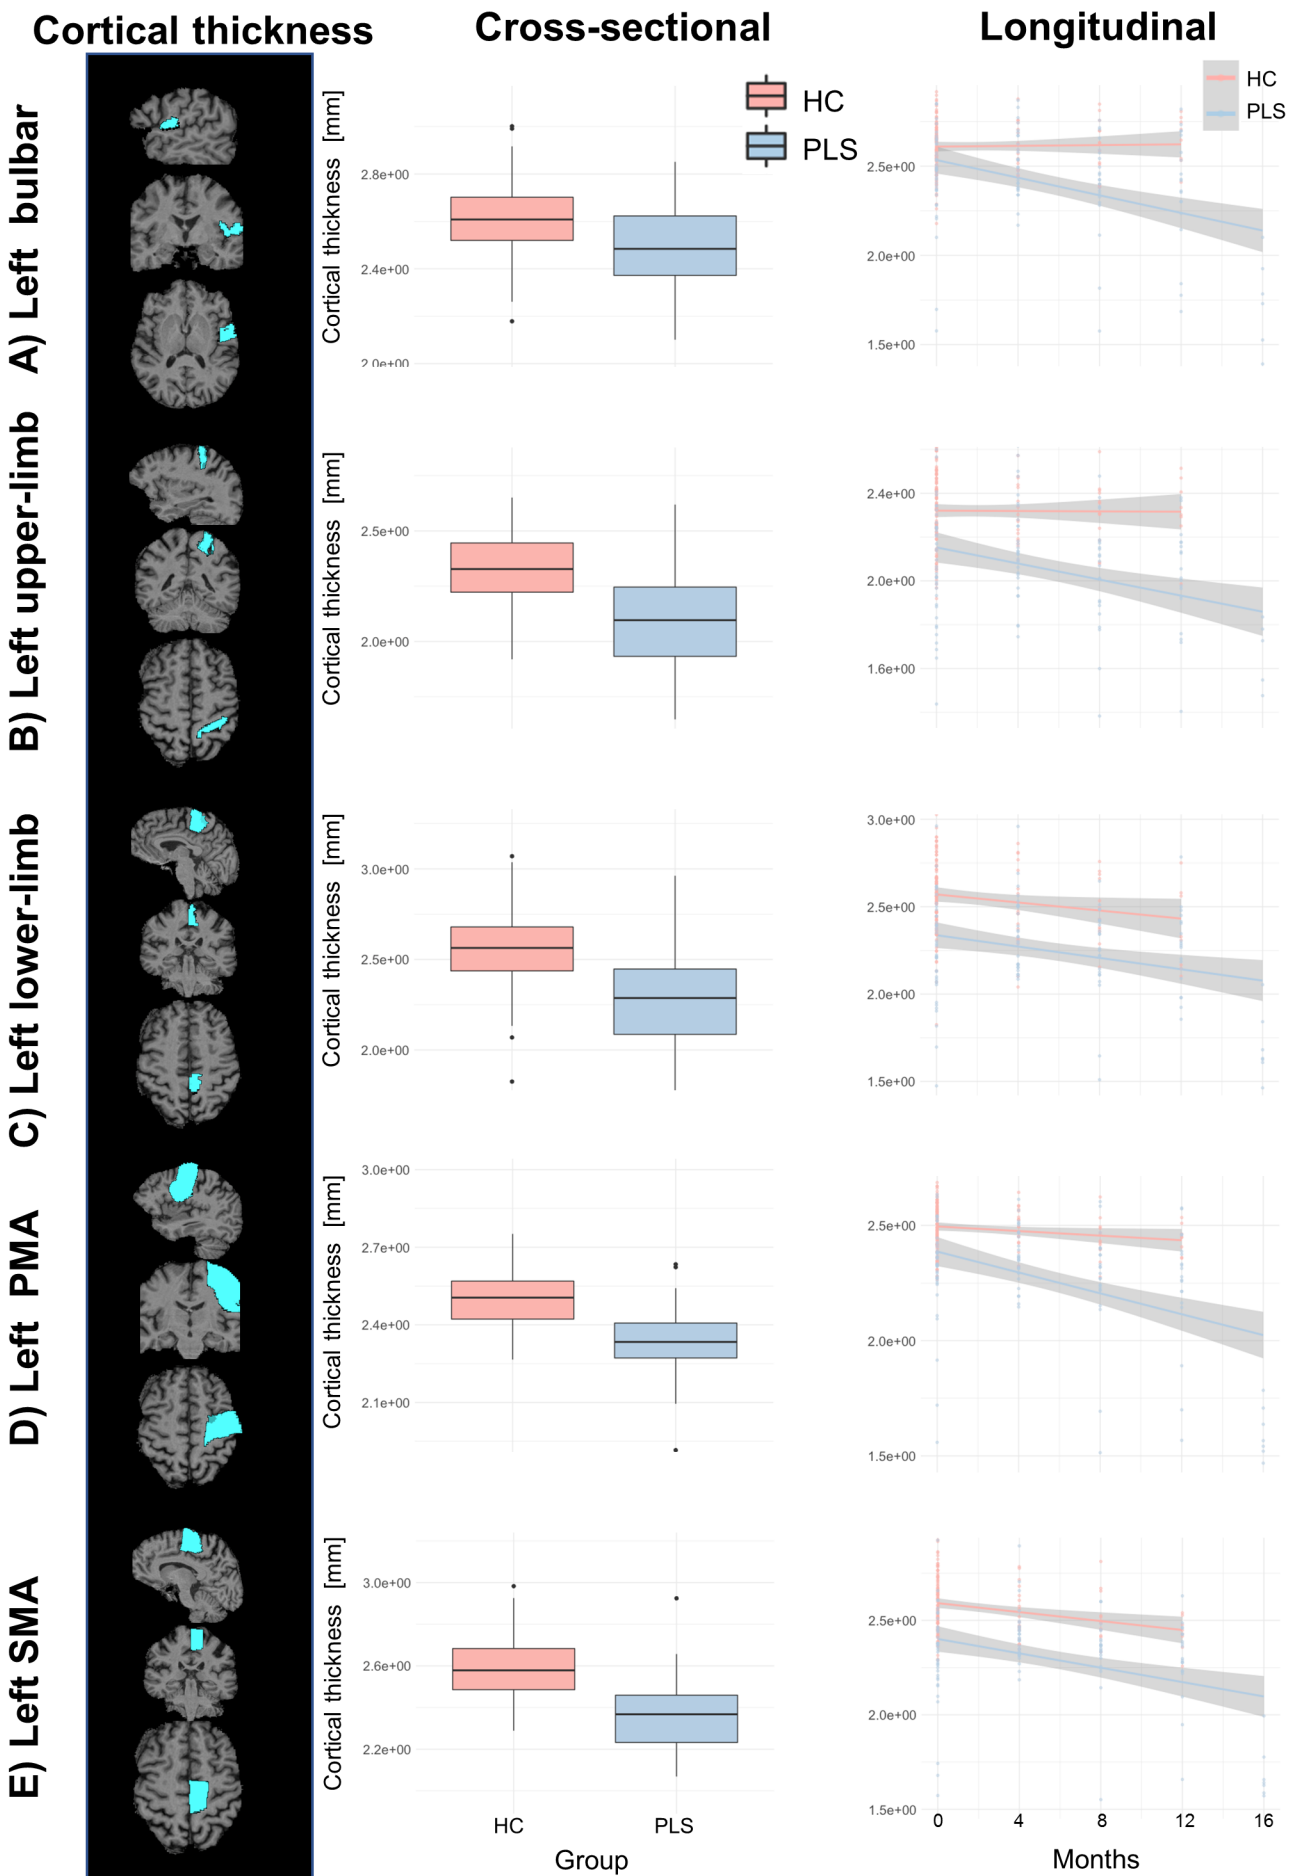 Cortical thickness
Cross-sectional
Longitudinal
HC
PLS
HC
PLS
A) Left bulbar
Cortical thickness [mm]
2.8e+00
2.4e+00
2.0e+00
2.5e+00
2.0e+00
1.5e+00
B) Left upper-limb
Cortical thickness [mm]
2.5e+00
2.0e+00
2.4e+00
2.0e+00
1.6e+00
C) Left lower-limb
Cortical thickness [mm]
3.0e+00
2.5e+00
2.0e+00
3.0e+00
2.5e+00
2.0e+00
1.5e+00
D) Left PMA
Cortical thickness [mm]
3.0e+00
2.7e+00
2.4e+00
2.1e+00
2.5e+00
2.0e+00
1.5e+00
E) Left SMA
Cortical thickness [mm]
3.0e+00
2.6e+00
2.2e+00
2.5e+00
2.0e+00
1.5e+00
HC PLS
Group
0 4 8 12 16
Months